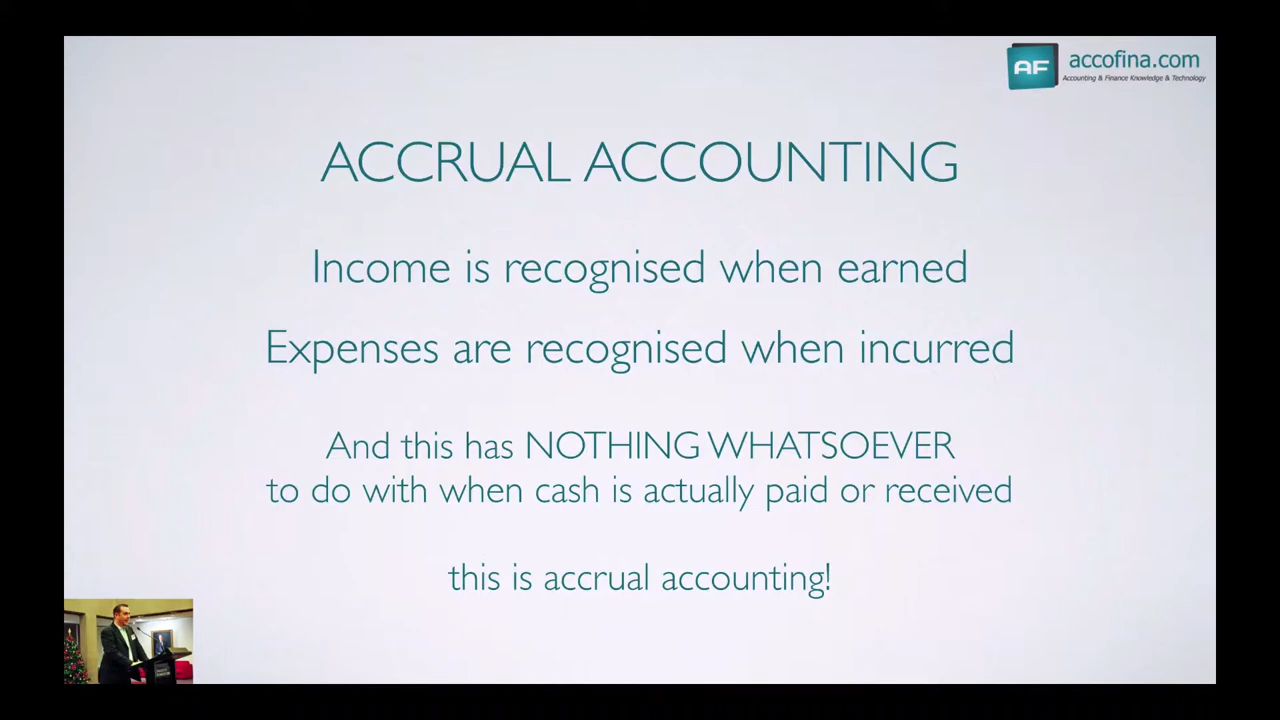 AF
accofina.com
Accounting & Finance Knowledge & Technology
ACCRUAL ACCOUNTING
Income is recognised when earned
Expenses are recognised when incurred
And this has NOTHING WHATSOEVER
to do with when cash is actually paid or received
this is accrual accounting!